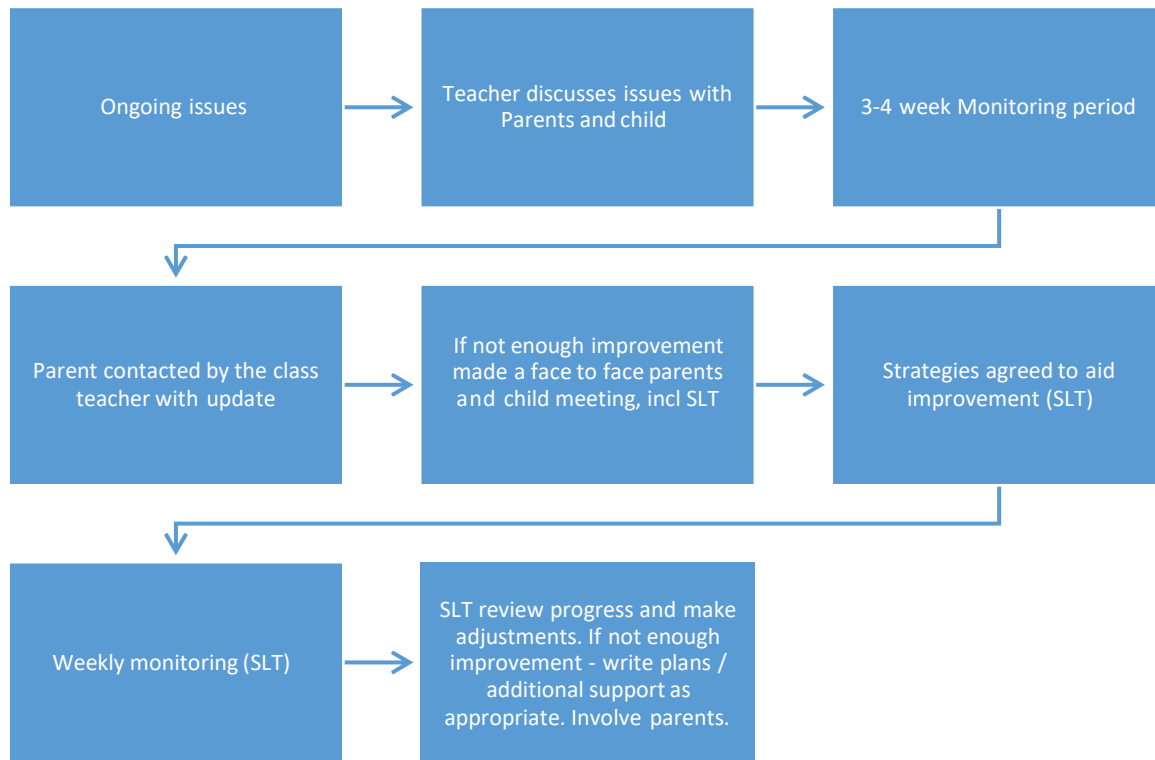 Ongoing issues
Teacher discusses issues with
Parents and child
3-4 week Monitoring period
Parent contacted by the class
teacher with update
If not enough improvement
made a face to face parents
and child meeting, incl SLT
Strategies agreed to aid
improvement (SLT)
Weekly monitoring (SLT)
SLT review progress and make
adjustments. If not enough
improvement - write plans /
additional support as
appropriate. Involve parents.